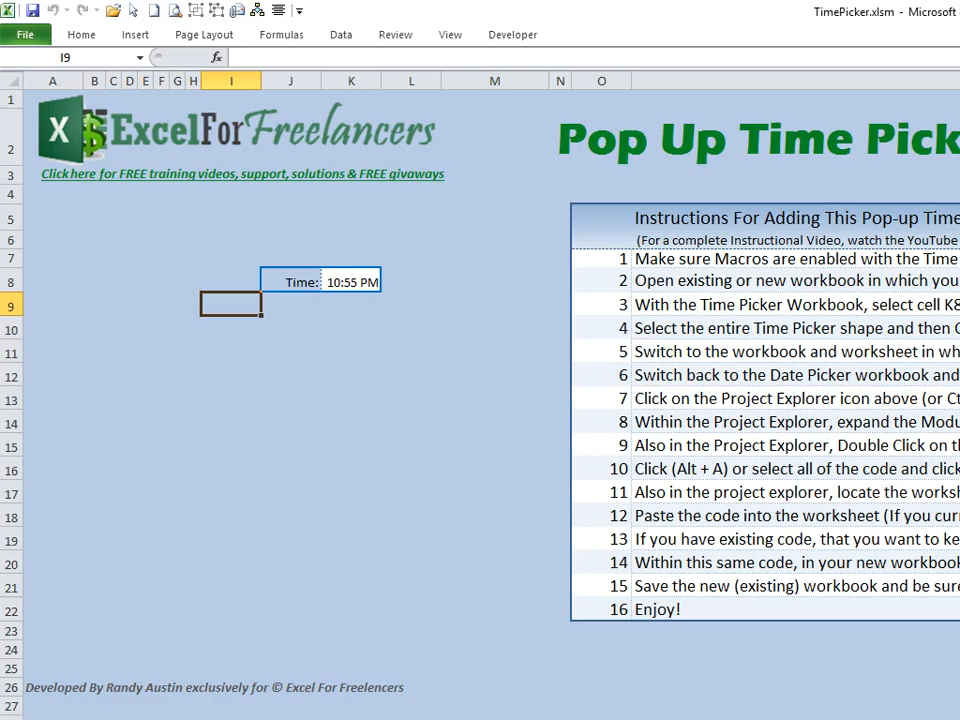 TimePicker.xlsm - Microsoft
File Home Insert Page Layout Formulas Data Review View Developer
I9 fx
A B C D E F G H I J K L M N O
1
ExcelForFreelancers
2
Pop Up Time Pick
3
Click here for FREE training videos, support, solutions & FREE givaways
4
5
Instructions For Adding This Pop-up Time
6
(For a complete Instructional Video, watch the YouTube
7
1 Make sure Macros are enabled with the Time
8
Time: 10:55 PM
2 Open existing or new workbook in which you
9
3 With the Time Picker Workbook, select cell K8
10
4 Select the entire Time Picker shape and then C
11
5 Switch to the workbook and worksheet in wh
12
6 Switch back to the Date Picker workbook and
13
7 Click on the Project Explorer icon above (or Ct
14
8 Within the Project Explorer, expand the Modu
15
9 Also in the Project Explorer, Double Click on th
16
10 Click (Alt + A) or select all of the code and click
17
11 Also in the project explorer, locate the worksh
18
12 Paste the code into the worksheet (If you curr
19
13 If you have existing code, that you want to ke
20
14 Within this same code, in your new workbook
21
15 Save the new (existing) workbook and be sure
22
16 Enjoy!
23
24
25
26
Developed By Randy Austin exclusively for © Excel For Freelancers
27